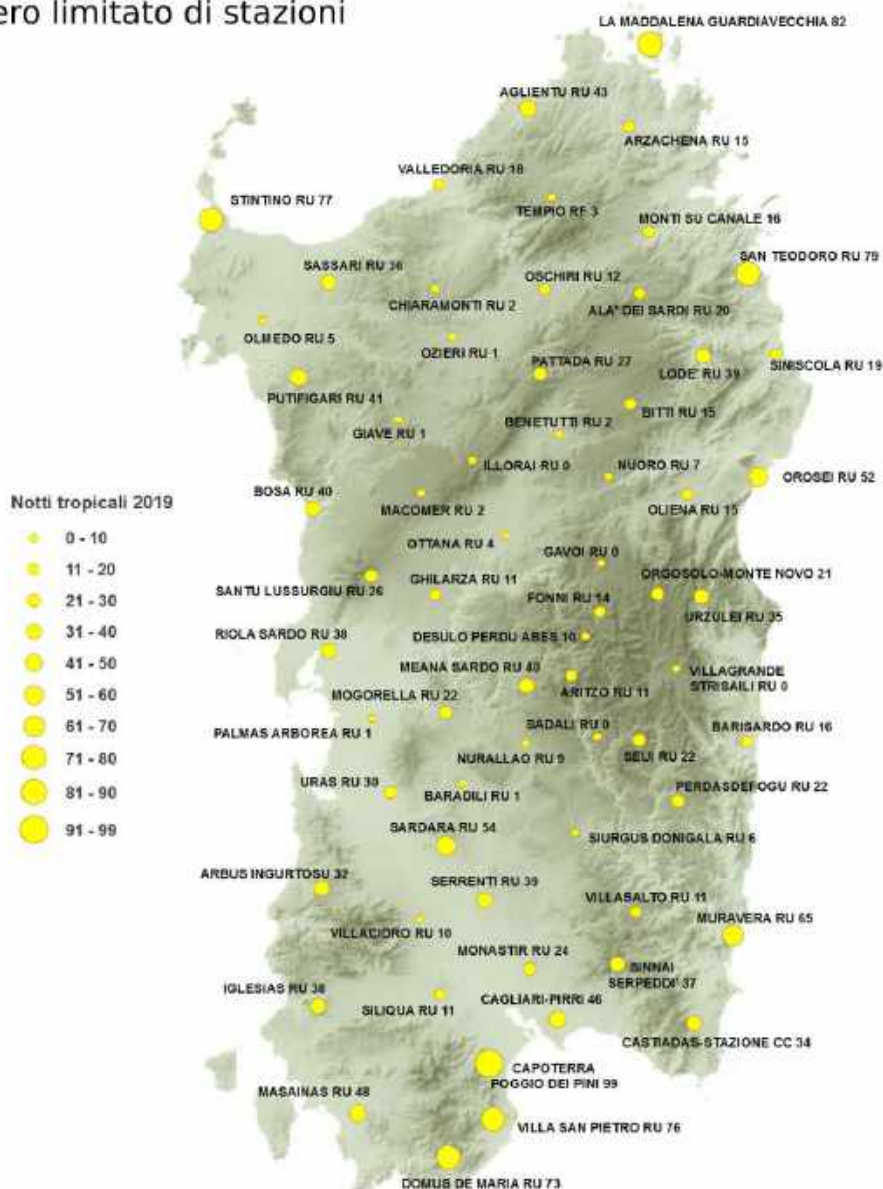 ero limitato di stazioni
LA MADDALENA GUARDIAVECCHIA 82
AGLIENTU RU 43
ARZACHENA RU 15
VALLEDORIA RU 18
STINTINO RU 77
TEMPIO RF 3
MONTI SU CANALE 16
SAN TEODORO RU 79
SASSARI RU 36
OSCHIRI RU 12
CHIARAMONTI RU 2
ALA' DEI SARDI RU 20
OLMEDO RU 5
OZIERI RU 1
PATTADA RU 27
LODE' RU 39
SINISCOLA RU 19
PUTIFIGARI RU 41
BENETUTTI RU 2
BITTI RU 15
GIAVE RU 1
ILLORAI RU 0
NUORO RU 7
OROSEI RU 52
BOSA RU 40
MACOMER RU 2
OLIENA RU 15
Notti tropicali 2019
0 - 10
11 - 20
21 - 30
31 - 40
41 - 50
51 - 60
61 - 70
71 - 80
81 - 90
91 - 99
OTTANA RU 4
GAVOI RU 0
SANTU LUSSURGIU RU 26
GHILARZA RU 11
ORGOSOLO-MONTE NOVO 21
FONNI RU 14
URZULEI RU 35
RIOLA SARDO RU 38
DESULO PERDU ABES 10
MEANA SARDO RU 40
ARITZO RU 11
VILLAGRANDE
STRISAILI RU 0
MOGORELLA RU 22
PALMAS ARBOREA RU 1
SADALI RU 0
BARISARDO RU 16
NURALLAO RU 9
SEUI RU 22
URAS RU 30
BARADILI RU 1
PERDASDEFOGU RU 22
SARDARA RU 54
SIURGUS DONIGALA RU 6
ARBUS INGURTOSU 32
SERRENTI RU 39
VILLASALTO RU 11
MURAVERA RU 65
VILLACIDRO RU 10
MONASTIR RU 24
SINNAI
SERPEDDI' 37
IGLESIAS RU 38
SILIQUA RU 11
CAGLIARI-PIRRI 46
CASTIADAS-STAZIONE CC 34
CAPOTERRA
POGGIO DEI PINI 99
MASAINAS RU 48
VILLA SAN PIETRO RU 76
DOMUS DE MARIA RU 73